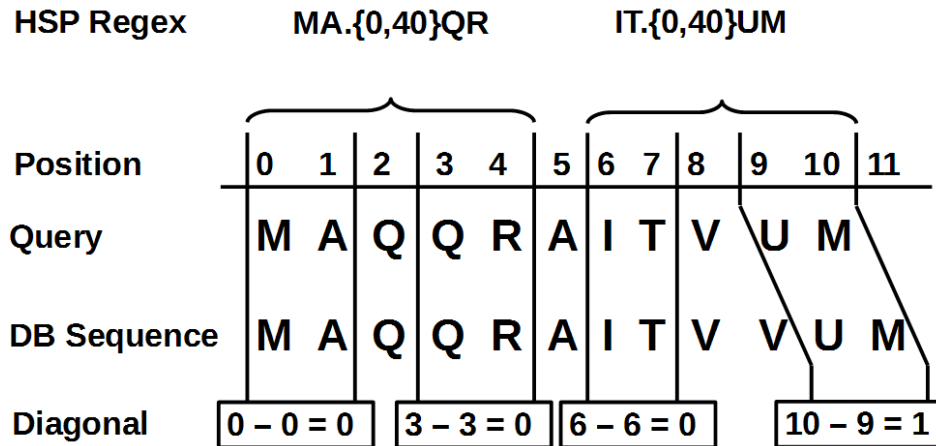 HSP Regex MA.{0,40}QR IT.{0,40}UM
Position 0 1 2 3 4 5 6 7 8 9 10 11
Query M A Q Q R A I T V U M
DB Sequence M A Q Q R A I T V V U M
Diagonal 0 – 0 = 0 3 – 3 = 0 6 – 6 = 0 10 – 9 = 1